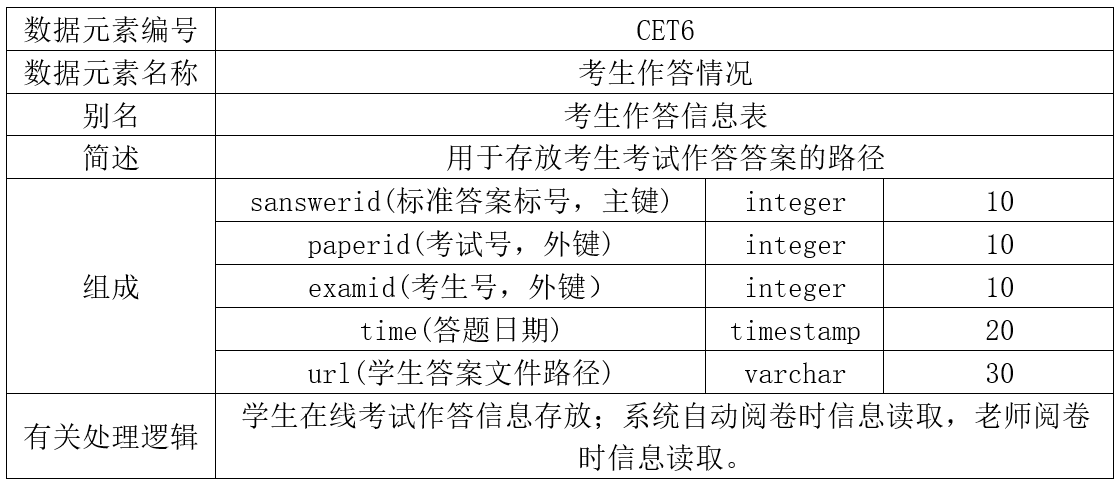 数据元素编号 CET6
数据元素名称 考生作答情况
别名 考生作答信息表
简述 用于存放考生考试作答答案的路径
组成
sanswerid(标准答案标号，主键) integer 10
paperid(考试号，外键) integer 10
examid(考生号，外键） integer 10
time(答题日期) timestamp 20
url(学生答案文件路径) varchar 30
有关处理逻辑
学生在线考试作答信息存放；系统自动阅卷时信息读取，老师阅卷
时信息读取。